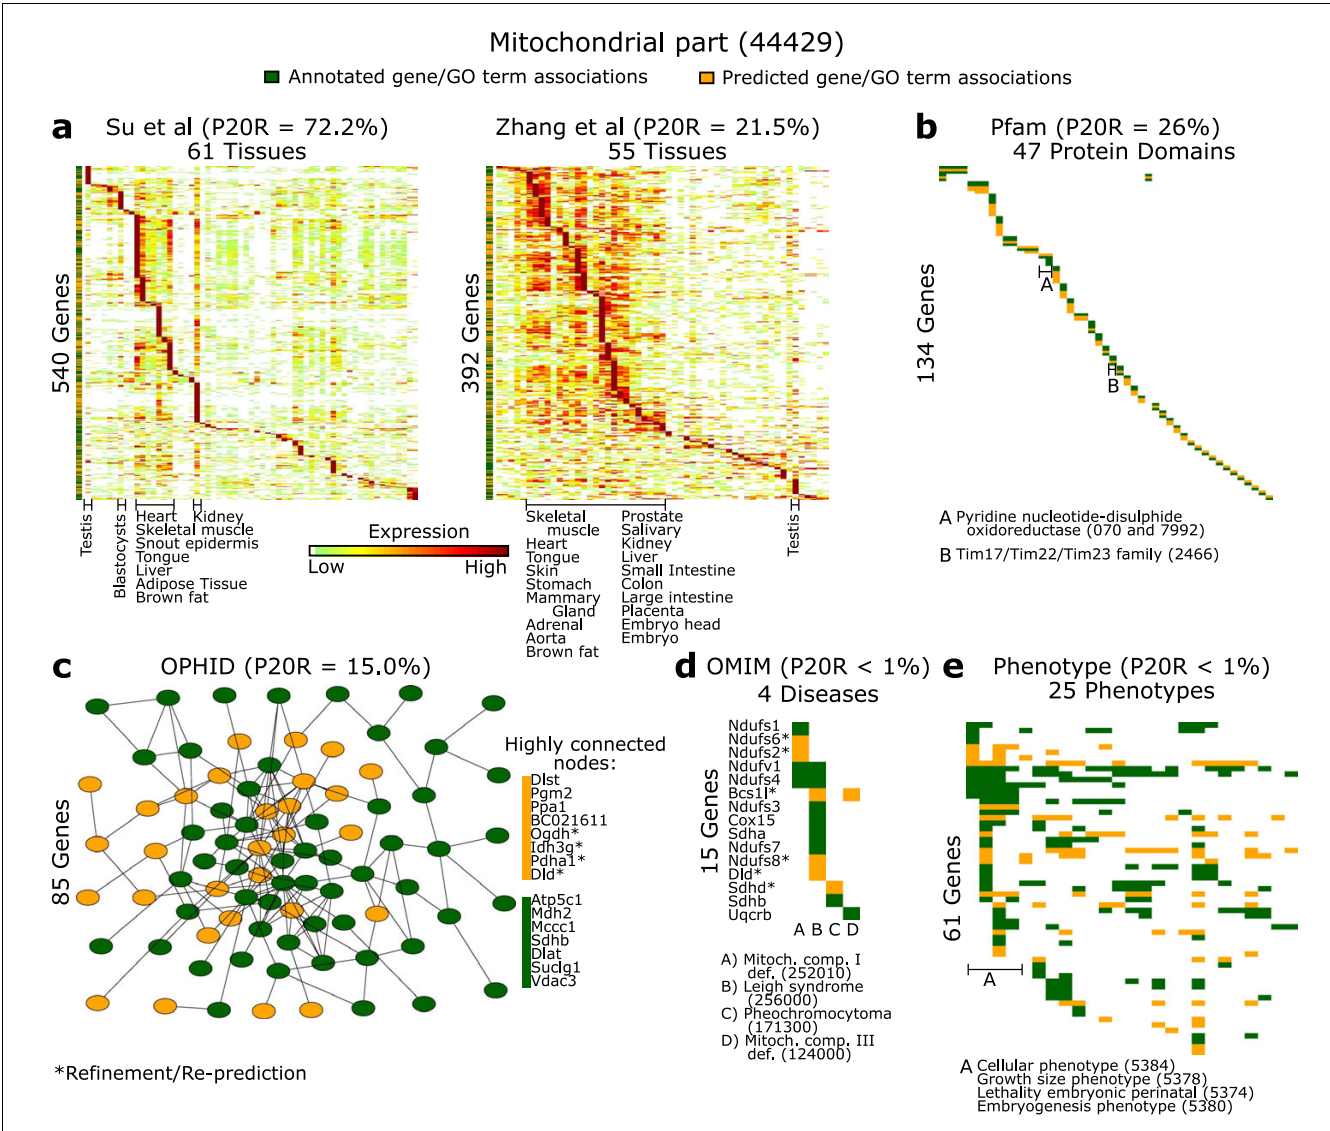 Mitochondrial part (44429)
Annotated gene/GO term associations
Predicted gene/GO term associations
a
Su et al (P20R = 72.2%)
61 Tissues
540 Genes
Testis
Blastocysts
Heart
Skeletal muscle
Snout epidermis
Tongue
Liver
Adipose Tissue
Brown fat
Kidney
Expression
Low
High
Zhang et al (P20R = 21.5%)
55 Tissues
392 Genes
Skeletal
muscle
Heart
Tongue
Skin
Stomach
Mammary
Gland
Adrenal
Aorta
Brown fat
Prostate
Salivary
Kidney
Liver
Small Intestine
Colon
Large intestine
Placenta
Embryo head
Embryo
Testis
b
Pfam (P20R = 26%)
47 Protein Domains
134 Genes
A
B
A Pyridine nucleotide-disulphide
oxidoreductase (070 and 7992)
B Tim17/Tim22/Tim23 family (2466)
c
OPHID (P20R = 15.0%)
85 Genes
Highly connected
nodes:
Dlst
Pgm2
Ppa1
BC021611
Ogdh*
Idh3g*
Pdha1*
Dld*
Atp5c1
Mdh2
Mccc1
Sdhb
Dlat
Suclg1
Vdac3
*Refinement/Re-prediction
d
OMIM (P20R < 1%)
4 Diseases
15 Genes
Ndufs1
Ndufs6*
Ndufs2*
Ndufv1
Ndufs4
Bcs1l*
Ndufs3
Cox15
Sdha
Ndufs7
Ndufs8*
Dld*
Sdhd*
Sdhb
Uqcrb
A B C D
A) Mitoch. comp. I
def. (252010)
B) Leigh syndrome
(256000)
C) Pheochromocytoma
(171300)
D) Mitoch. comp. III
def. (124000)
e
Phenotype (P20R < 1%)
25 Phenotypes
61 Genes
A
A Cellular phenotype (5384)
Growth size phenotype (5378)
Lethality embryonic perinatal (5374)
Embryogenesis phenotype (5380)